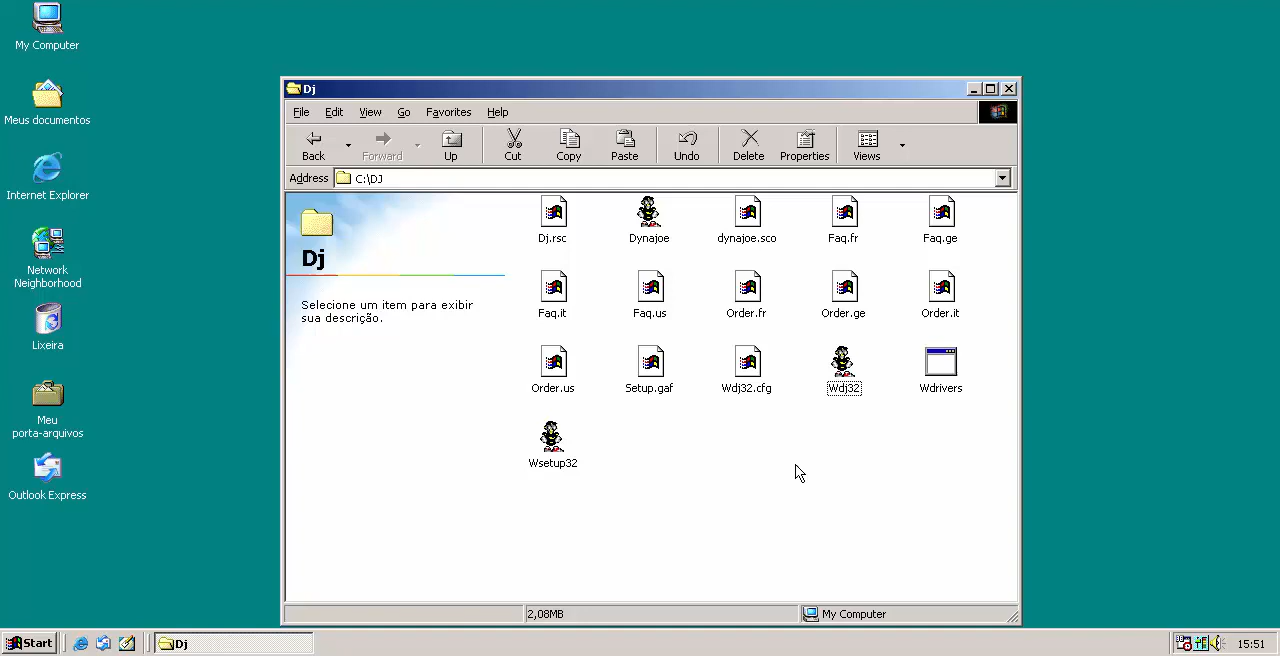 My Computer
Meus documentos
Internet Explorer
Network
Neighborhood
Lixeira
Meu
porta-arquivos
Outlook Express
Dj
File Edit View Go Favorites Help
Back Forward Up Cut Copy Paste Undo Delete Properties Views
Address C:\DJ
Dj
Selecione um item para exibir
sua descrição.
Dj.rsc Dynajoe dynajoe.sco Faq.fr Faq.ge
Faq.it Faq.us Order.fr Order.ge Order.it
Order.us Setup.gaf Wdj32.cfg Wdj32 Wdrivers
Wsetup32
2,08MB My Computer
Start Dj 15:51